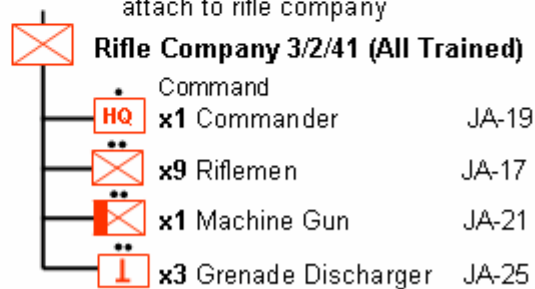 attach to rifle company
Rifle Company 3/2/41 (All Trained)
Command
HQ x1 Commander JA-19
x9 Riflemen JA-17
x1 Machine Gun JA-21
x3 Grenade Discharger JA-25